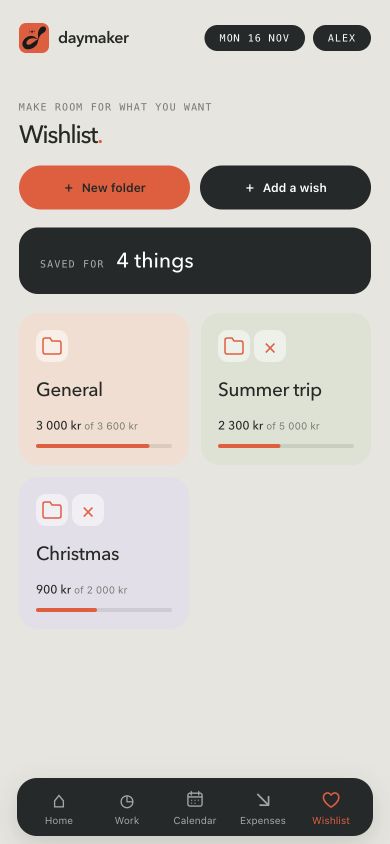 daymaker
MON 16 NOV
ALEX
MAKE ROOM FOR WHAT YOU WANT
Wishlist.
+ New folder
+ Add a wish
SAVED FOR 4 things
General
3 000 kr of 3 600 kr
Summer trip
2 300 kr of 5 000 kr
Christmas
900 kr of 2 000 kr
Home
Work
Calendar
Expenses
Wishlist